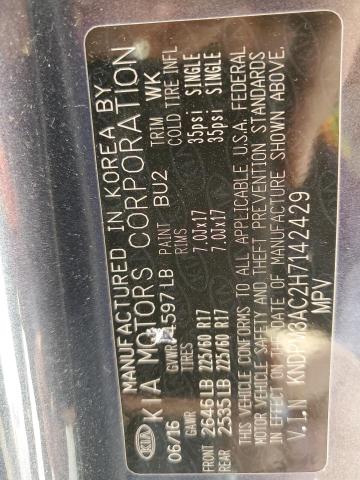 MANUFACTURED IN KOREA BY
KIA KIA MOTORS CORPORATION
06/16 GVWR 4597LB PAINT BU2 TRIM WK
GAWR TIRES RIMS COLD TIRE INFL
2646LB 225/60 R17 7.0JX17 35psi SINGLE
REAR 2535LB 225/60 R17 7.0JX17 35psi SINGLE
THIS VEHICLE CONFORMS TO ALL APPLICABLE U.S.A. FEDERAL
MOTOR VEHICLE SAFETY AND THEFT PREVENTION STANDARDS
IN EFFECT ON THE DATE OF MANUFACTURE SHOWN ABOVE.
V.I.N
MPV